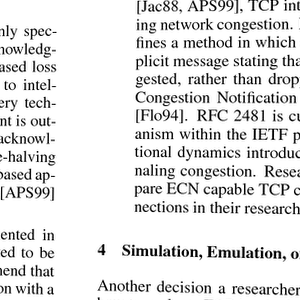 nly spec-
nowledg-
ased loss
to intel-
ery tech-
nt is out-
acknowl-
e-halving
based ap-
[APS99]
ented in
ed to be
mend that
on with a
[Jac88, APS99], TCP int
ing network congestion.
fines a method in which
plicit message stating tha
gested, rather than drop
Congestion Notification
[Flo94]. RFC 2481 is cu
anism within the IETF p
tional dynamics introduc
naling congestion. Resea
pare ECN capable TCP c
nections in their research
4 Simulation, Emulation, o
Another decision a researcher